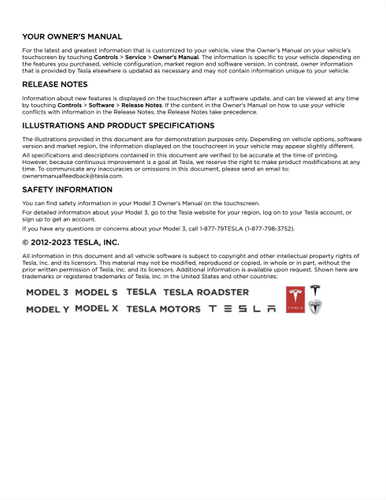 YOUR OWNER'S MANUAL
For the latest and greatest information that is customized to your vehicle, view the Owner's Manual on your vehicle's
touchscreen by touching Controls > Service > Owner's Manual. The information is specific to your vehicle depending on
the features you purchased, vehicle configuration, market region and software version. In contrast, owner information
that is provided by Tesla elsewhere is updated as necessary and may not contain information unique to your vehicle.
RELEASE NOTES
Information about new features is displayed on the touchscreen after a software update, and can be viewed at any time
by touching Controls > Software > Release Notes. If the content in the Owner's Manual on how to use your vehicle
conflicts with information in the Release Notes, the Release Notes take precedence.
ILLUSTRATIONS AND PRODUCT SPECIFICATIONS
The illustrations provided in this document are for demonstration purposes only. Depending on vehicle options, software
version and market region, the information displayed on the touchscreen in your vehicle may appear slightly different.
All specifications and descriptions contained in this document are verified to be accurate at the time of printing.
However, because continuous improvement is a goal at Tesla, we reserve the right to make product modifications at any
time. To communicate any inaccuracies or omissions in this document, please send an email to:
ownersmanualfeedback@tesla.com.
SAFETY INFORMATION
You can find safety information in your Model 3 Owner's Manual on the touchscreen.
For detailed information about your Model 3, go to the Tesla website for your region, log on to your Tesla account, or
sign up to get an account.
If you have any questions or concerns about your Model 3, call 1-877-79TESLA (1-877-798-3752).
© 2012-2023 TESLA, INC.
All information in this document and all vehicle software is subject to copyright and other intellectual property rights of
Tesla, Inc. and its licensors. This material may not be modified, reproduced or copied, in whole or in part, without the
prior written permission of Tesla, Inc. and its licensors. Additional information is available upon request. Shown here are
trademarks or registered trademarks of Tesla, Inc. in the United States and other countries:
MODEL 3 MODEL S TESLA TESLA ROADSTER
MODEL Y MODEL X TESLA MOTORS TESLA TESLA